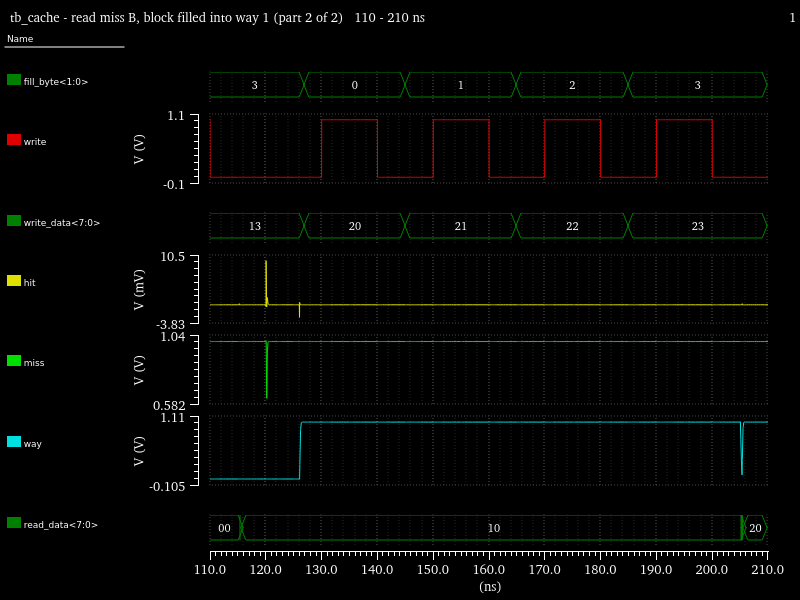 tb_cache - read miss B, block filled into way 1 (part 2 of 2)   110 - 210 ns
1
Name
fill_byte<1:0>
3 0 1 2 3
write
V (V)
1.1
-0.1
write_data<7:0>
13 20 21 22 23
hit
V (mV)
10.5
-3.83
miss
V (V)
1.04
0.582
way
V (V)
1.11
-0.105
read_data<7:0>
00 10 20
110.0 120.0 130.0 140.0 150.0 160.0 170.0 180.0 190.0 200.0 210.0
(ns)